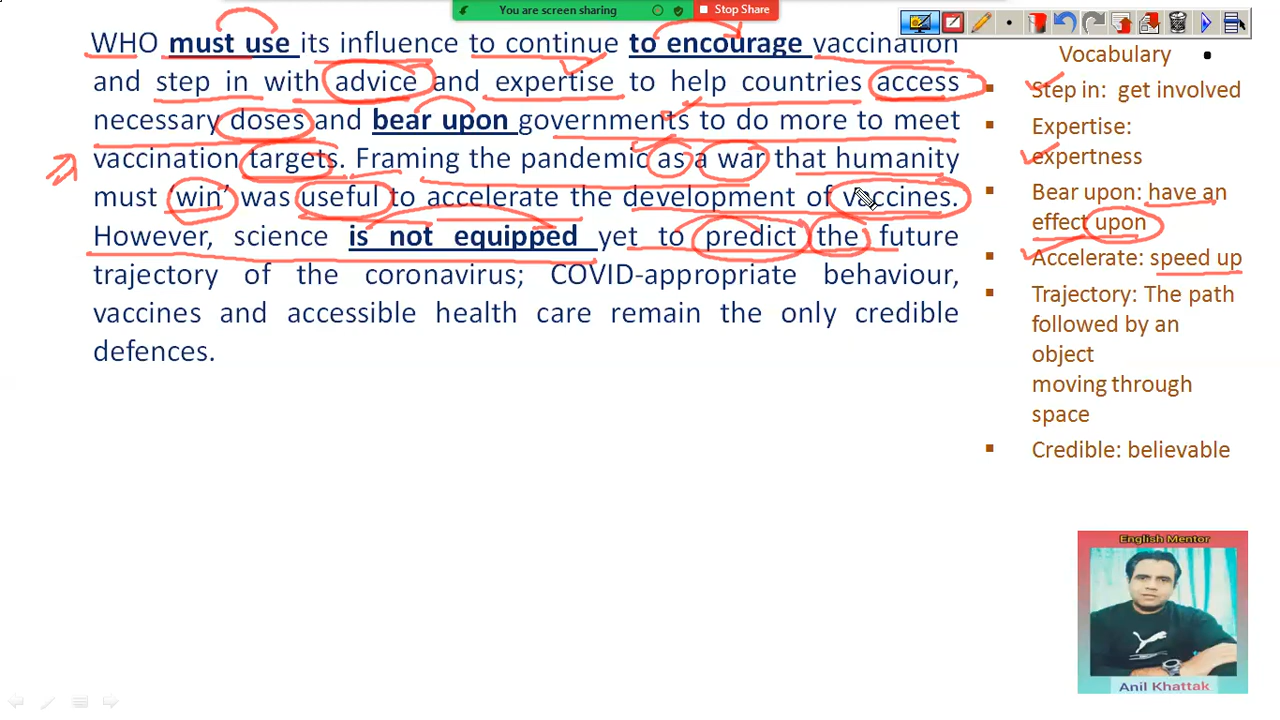 You are screen sharing
Stop Share
WHO must use its influence to continue to encourage vaccination
and step in with advice and expertise to help countries access
necessary doses and bear upon governments to do more to meet
vaccination targets. Framing the pandemic as a war that humanity
must ‘win’ was useful to accelerate the development of vaccines.
However, science is not equipped yet to predict the future
trajectory of the coronavirus; COVID-appropriate behaviour,
vaccines and accessible health care remain the only credible
defences.
Vocabulary
Step in: get involved
Expertise:
expertness
Bear upon: have an
effect upon
Accelerate: speed up
Trajectory: The path
followed by an
object
moving through
space
Credible: believable
English Mentor
Anil Khattak